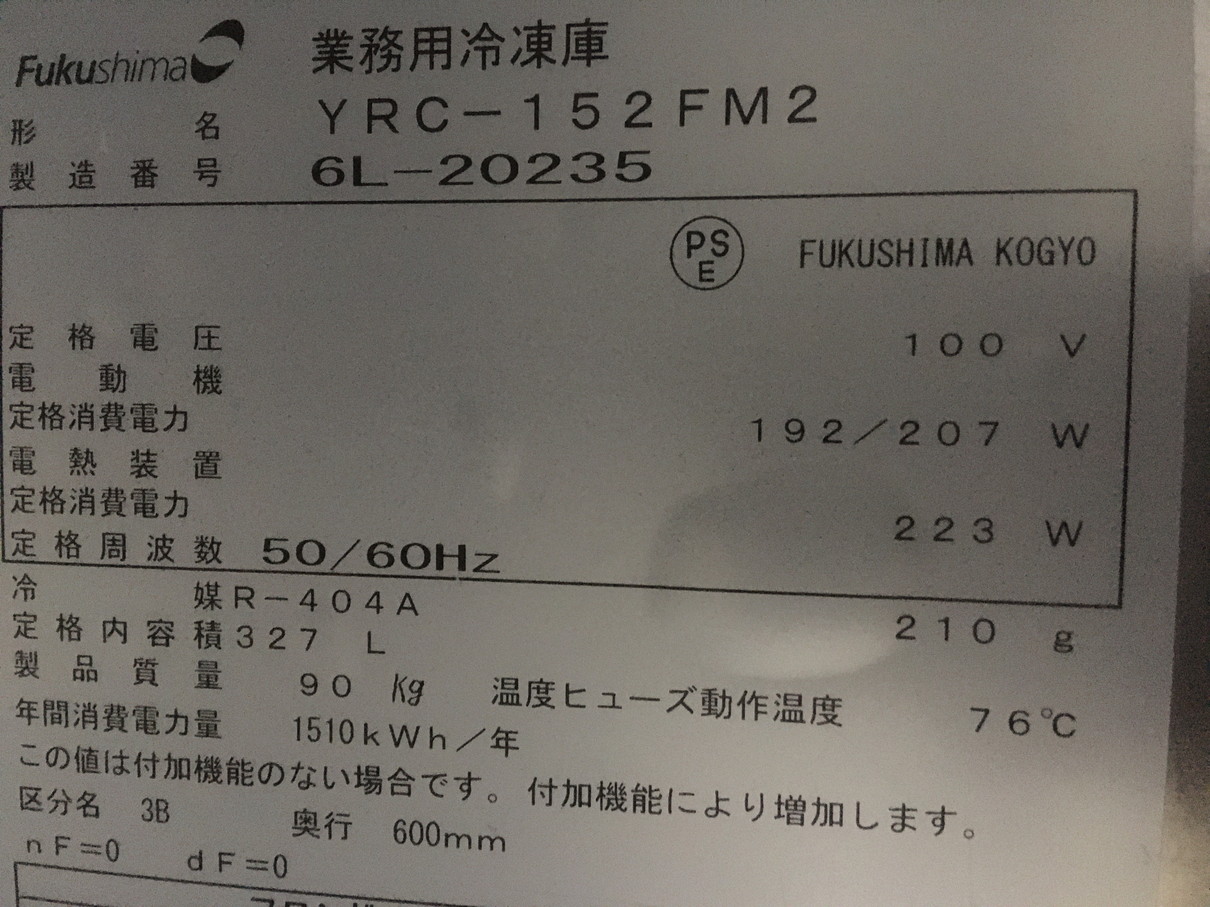 Fukushima 業務用冷凍庫
形名 YRC-152FM2
製造番号 6L-20235
PSE FUKUSHIMA KOGYO
定格電圧 100 V
電動機
定格消費電力 192/207 W
電熱装置
定格消費電力 223 W
定格周波数 50/60Hz
冷媒 R-404A 210 g
定格内容積 327 L
製品質量 90 Kg 温度ヒューズ動作温度 76℃
年間消費電力量 1510kWh/年
この値は付加機能のない場合です。付加機能により増加します。
区分名 3B 奥行 600mm
nF=0 dF=0